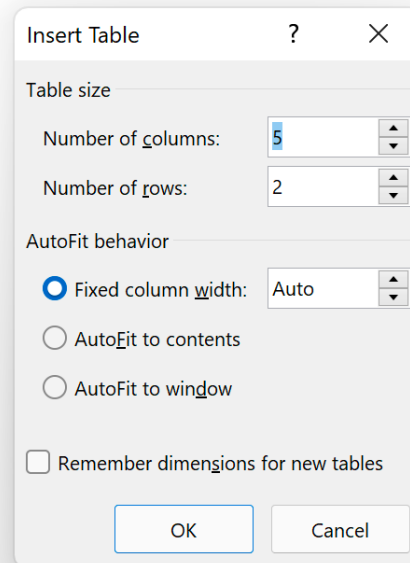 Insert Table ? ×
Table size
Number of columns: 5
Number of rows: 2
AutoFit behavior
Fixed column width: Auto
AutoFit to contents
AutoFit to window
Remember dimensions for new tables
OK Cancel